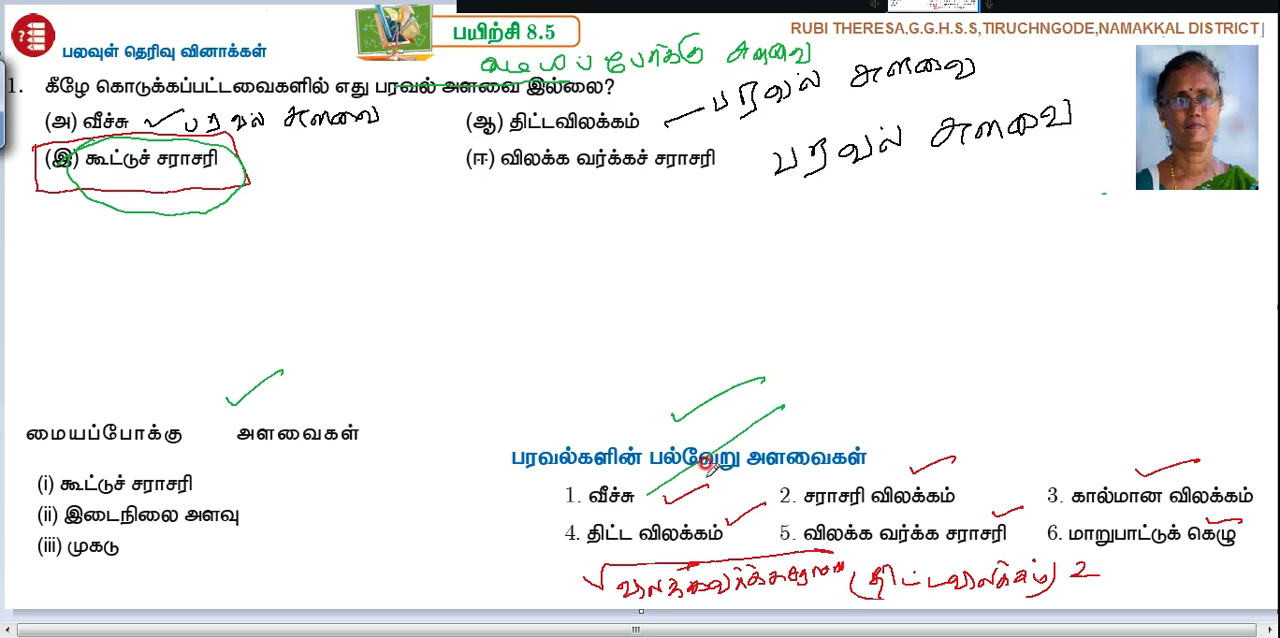 RUBI THERESA,G.G.H.S.S,TIRUCHNGODE,NAMAKKAL DISTRICT
பயிற்சி 8.5
பலவுள் தெரிவு வினாக்கள்
மையப் போக்கு அளவை
1. கீழே கொடுக்கப்பட்டவைகளில் எது பரவல் அளவை இல்லை?
(அ) வீச்சு பரவல் அளவை
(ஆ) திட்டவிலக்கம் பரவல் அளவை
(இ) கூட்டுச் சராசரி
(ஈ) விலக்க வர்க்கச் சராசரி பரவல் அளவை
மையப்போக்கு அளவைகள்
(i) கூட்டுச் சராசரி
(ii) இடைநிலை அளவு
(iii) முகடு
பரவல்களின் பல்வேறு அளவைகள்
1. வீச்சு 2. சராசரி விலக்கம் 3. கால்மான விலக்கம்
4. திட்ட விலக்கம் 5. விலக்க வர்க்க சராசரி 6. மாறுபாட்டுக் கெழு
(திட்டவிலக்கம்) 2